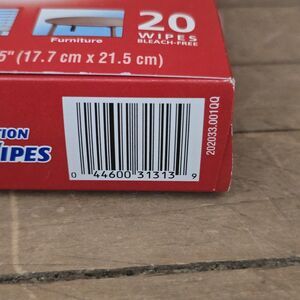 20
WIPES
BLEACH-FREE
Furniture
5" (17.7 cm x 21.5 cm)
TION
IPES
0 44600 31313 9
202033.001QQ